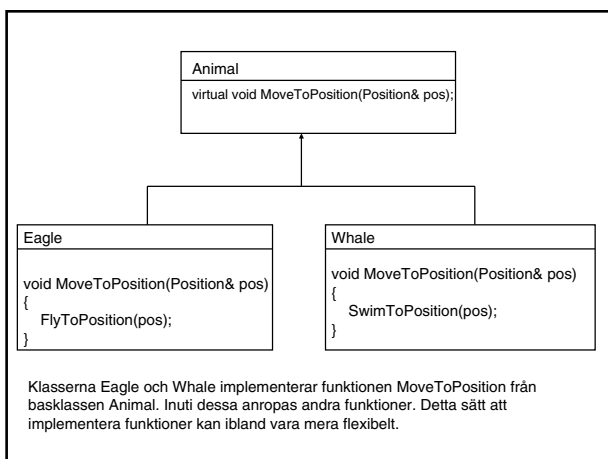 Animal
virtual void MoveToPosition(Position& pos);
Eagle
void MoveToPosition(Position& pos)
{
FlyToPosition(pos);
}
Whale
void MoveToPosition(Position& pos)
{
SwimToPosition(pos);
}
Klasserna Eagle och Whale implementerar funktionen MoveToPosition från
basklassen Animal. Inuti dessa anropas andra funktioner. Detta sätt att
implementera funktioner kan ibland vara mera flexibelt.